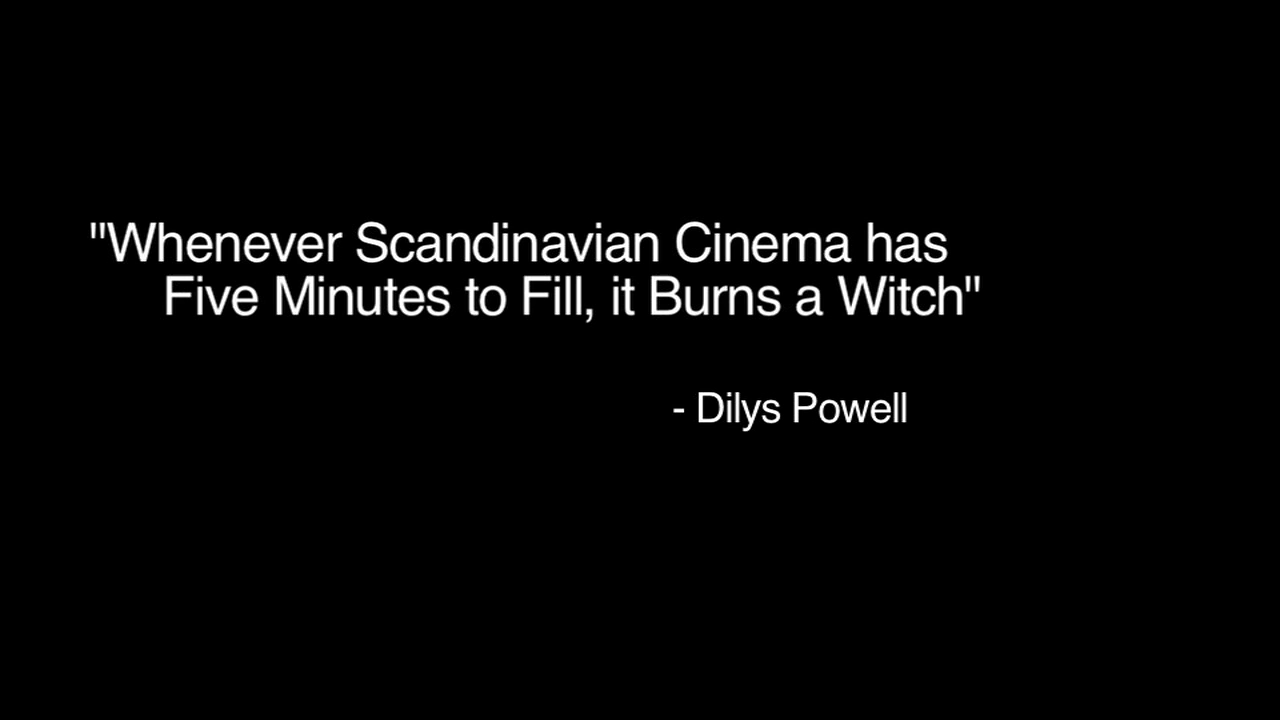 "Whenever Scandinavian Cinema has
Five Minutes to Fill, it Burns a Witch"
- Dilys Powell